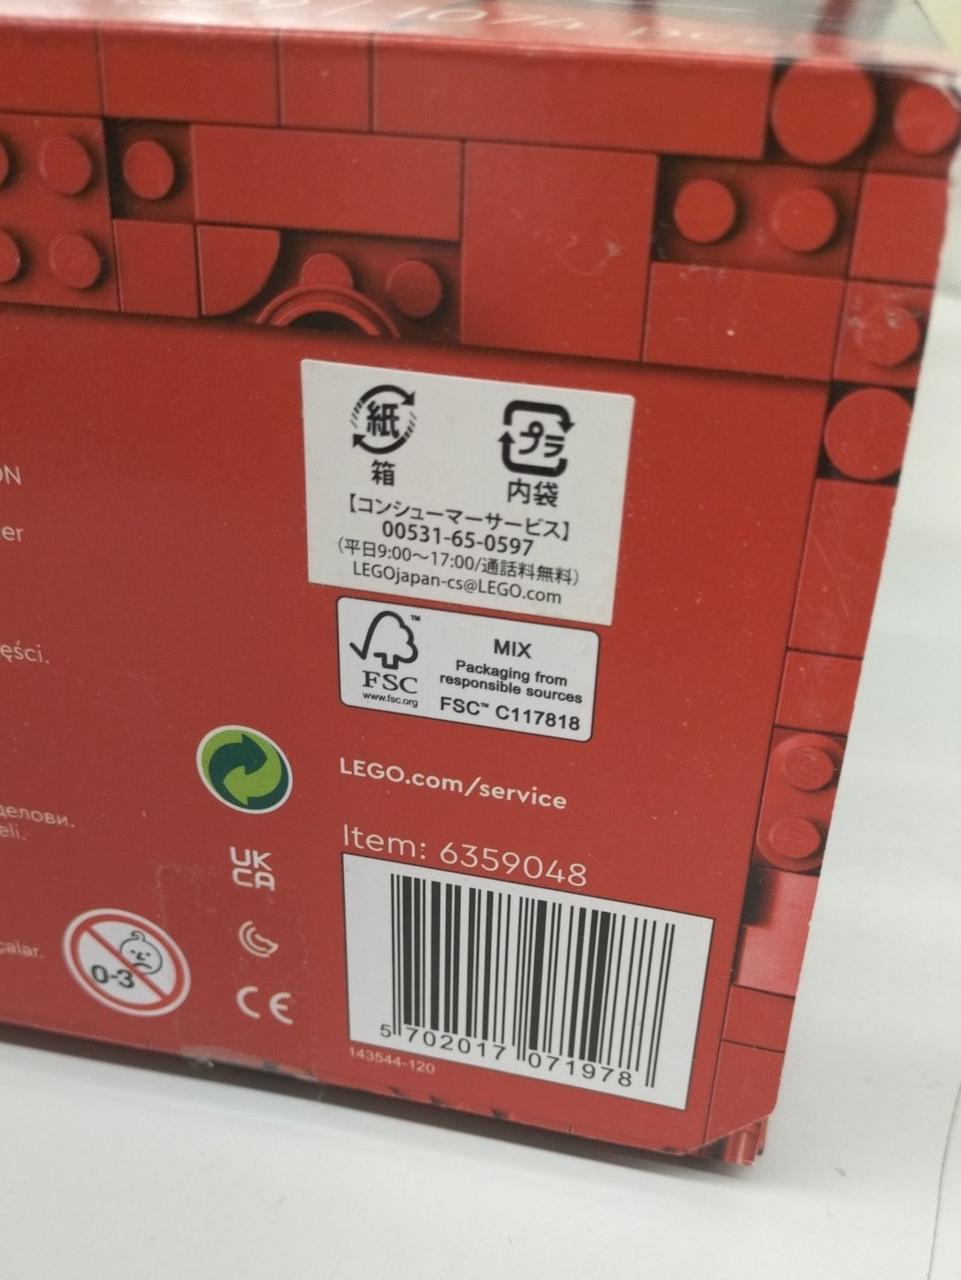 ON
er
ęści.
делови.
eli.
çalar.
紙
箱
プラ
内袋
【コンシューマーサービス】
00531-65-0597
(平日9:00～17:00/通話料無料)
LEGOjapan-cs@LEGO.com
FSC
www.fsc.org
MIX
Packaging from
responsible sources
FSC™ C117818
LEGO.com/service
Item: 6359048
UK
CA
0-3
CE
5 702017 071978
143544-120